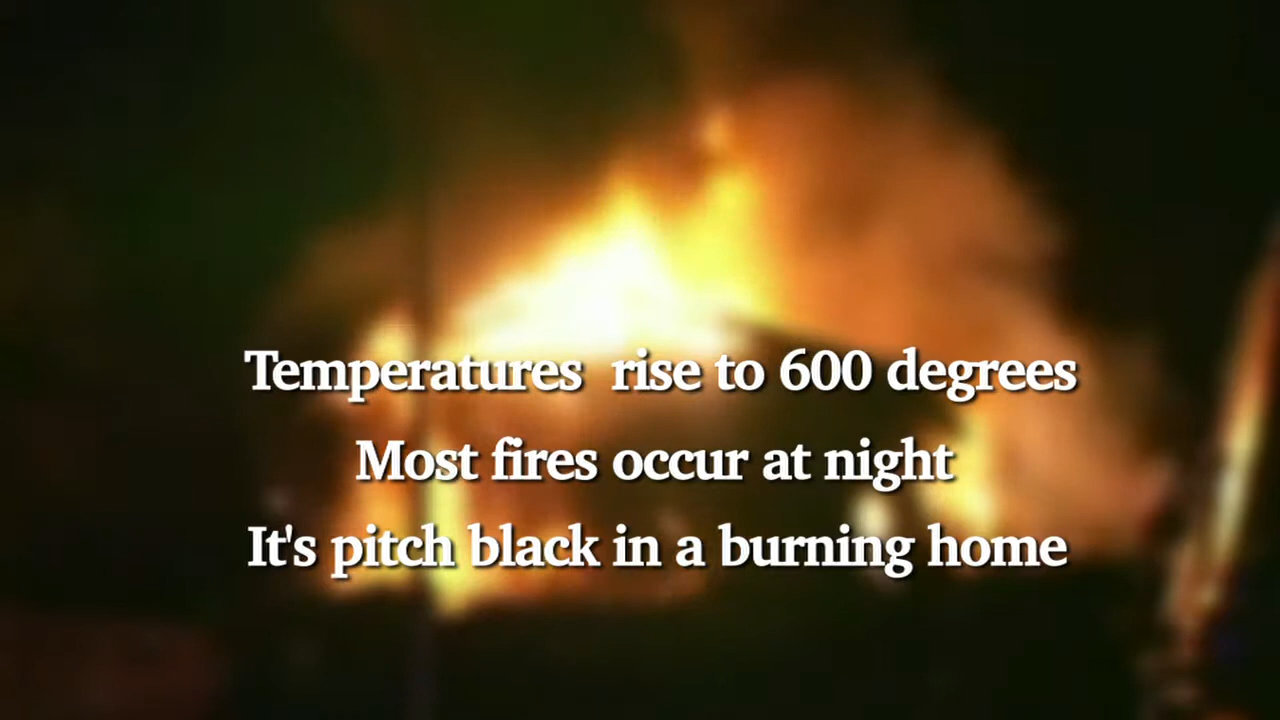 Temperatures  rise to 600 degrees
Most fires occur at night
It's pitch black in a burning home